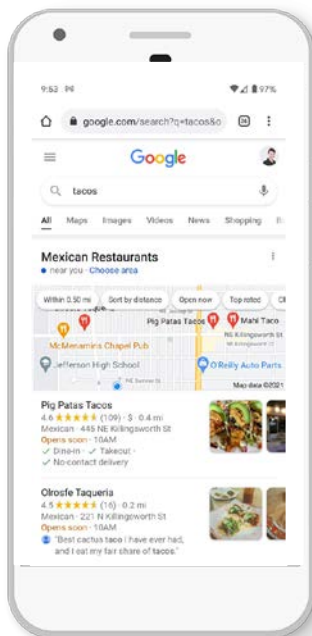 9:53
97%
google.com/search?q=tacos&o
Google
tacos
All Maps Images Videos News Shopping
Mexican Restaurants
near you · Choose area
Within 0.50 mi Sort by distance Open now Top rated
Pig Patas Tacos Mahi Taco
NE Killingsworth St
McMenamins Chapel Pub
Jefferson High School O'Reilly Auto Parts
NE Sumner St
Map data ©2021
Pig Patas Tacos
4.6 (109) · $ · 0.4 mi
Mexican · 445 NE Killingsworth St
Opens soon · 10AM
Dine-in · Takeout ·
No-contact delivery
Olrosfe Taqueria
4.5 (16) · 0.2 mi
Mexican · 221 N Killingsworth St
Opens soon · 10AM
"Best cactus taco I have ever had,
and I eat my fair share of tacos."